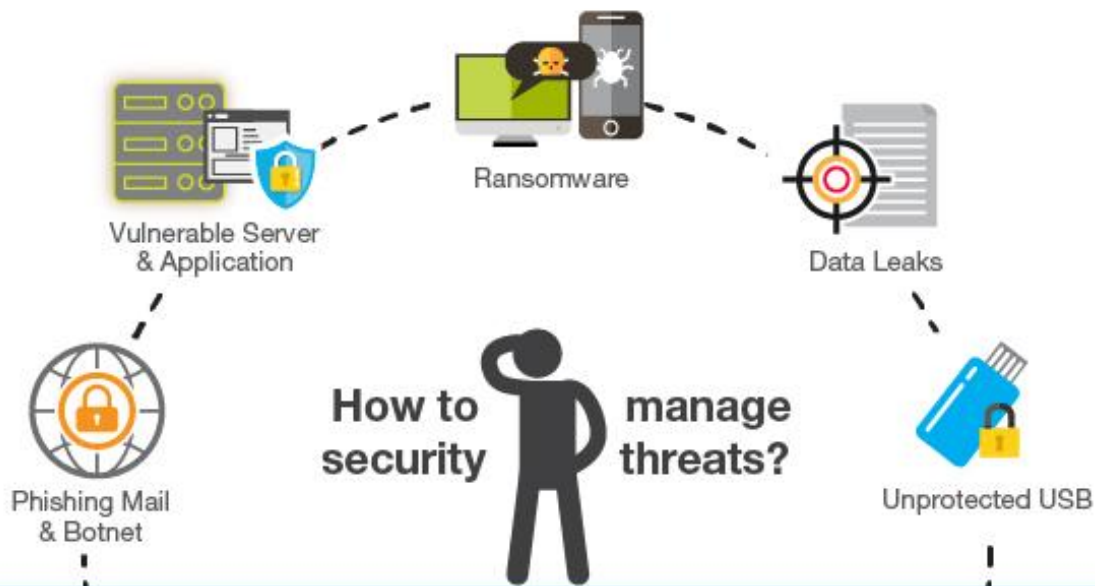 Ransomware
Vulnerable Server
& Application
Data Leaks
How to manage
security threats?
Phishing Mail
& Botnet
Unprotected USB